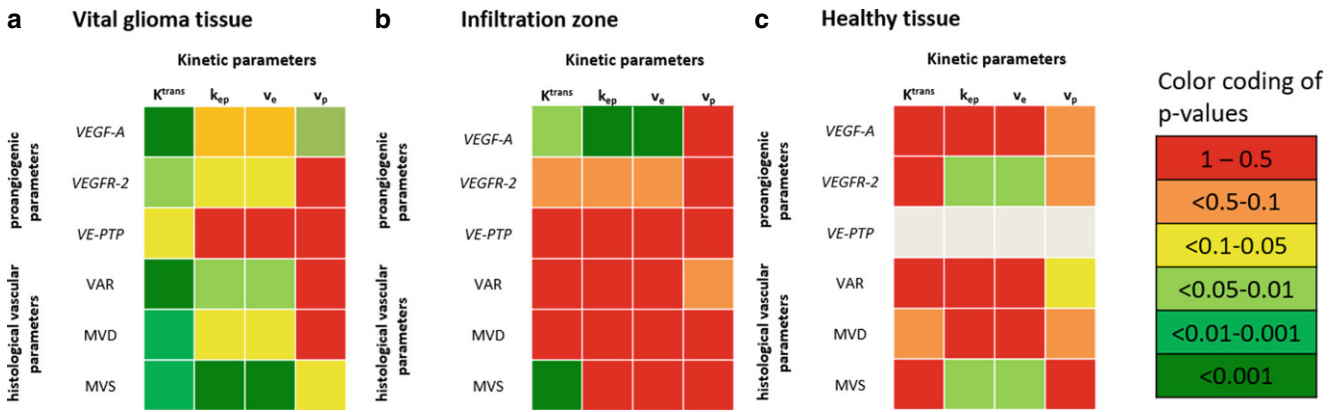 a Vital glioma tissue
Kinetic parameters
Ktrans kep ve vp
proangiogenic parameters
VEGF-A
VEGFR-2
VE-PTP
histological vascular parameters
VAR
MVD
MVS
b Infiltration zone
Kinetic parameters
Ktrans kep ve vp
proangiogenic parameters
VEGF-A
VEGFR-2
VE-PTP
histological vascular parameters
VAR
MVD
MVS
c Healthy tissue
Kinetic parameters
Ktrans kep ve vp
proangiogenic parameters
VEGF-A
VEGFR-2
VE-PTP
histological vascular parameters
VAR
MVD
MVS
Color coding of
p-values
1 – 0.5
<0.5-0.1
<0.1-0.05
<0.05-0.01
<0.01-0.001
<0.001